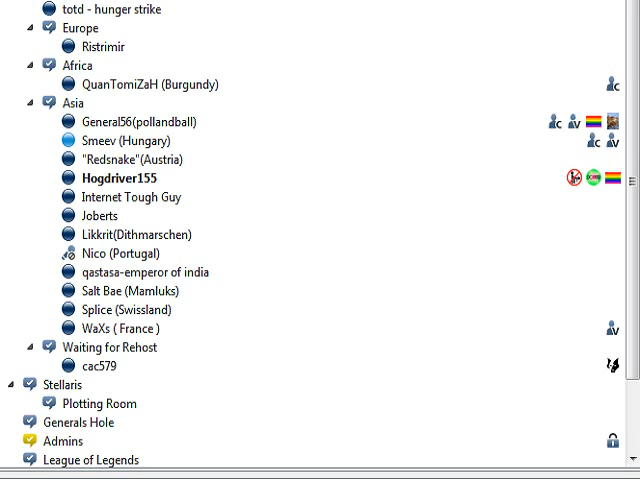 totd - hunger strike
Europe
Ristrimir
Africa
QuanTomiZaH (Burgundy)
C
Asia
General56(pollandball)
C V
Smeev (Hungary)
C V
"Redsnake"(Austria)
Hogdriver155
Internet Tough Guy
Joberts
Likkrit(Dithmarschen)
Nico (Portugal)
qastasa-emperor of india
Salt Bae (Mamluks)
Splice (Swissland)
WaXs ( France )
V
Waiting for Rehost
cac579
Stellaris
Plotting Room
Generals Hole
Admins
League of Legends